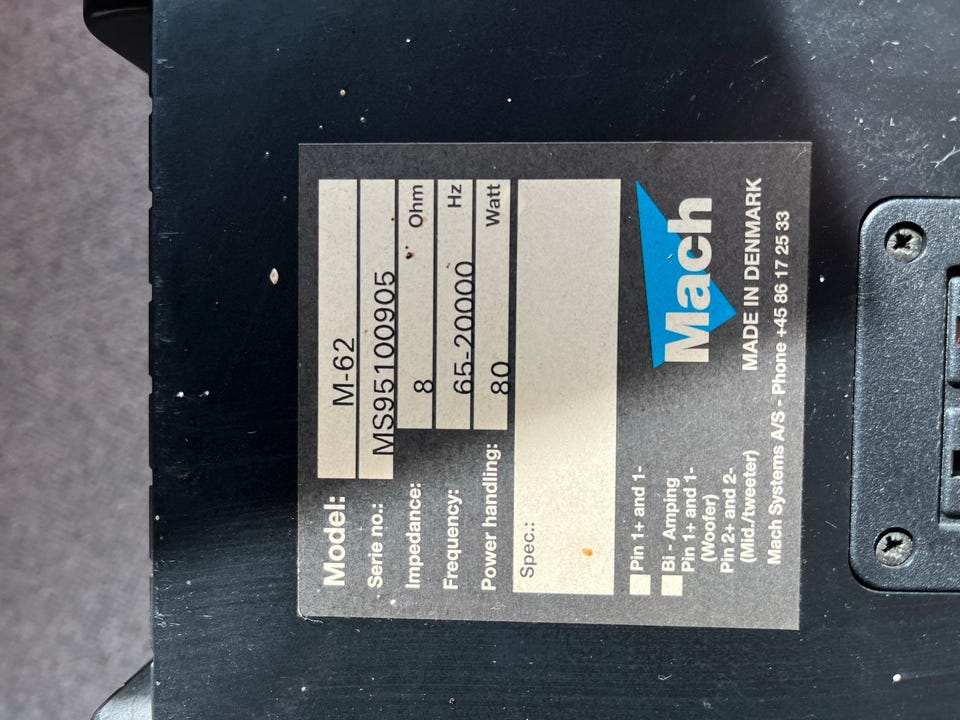 Model: M-62
Serie no.: MS95100905
Impedance: 8 Ohm
Frequency: 65-20000 Hz
Power handling: 80 Watt
Spec.:
Pin 1+ and 1-
Bi - Amping
Pin 1+ and 1-
(Woofer)
Pin 2+ and 2-
(Mid./tweeter)
Mach
MADE IN DENMARK
Mach Systems A/S - Phone +45 86 17 25 33